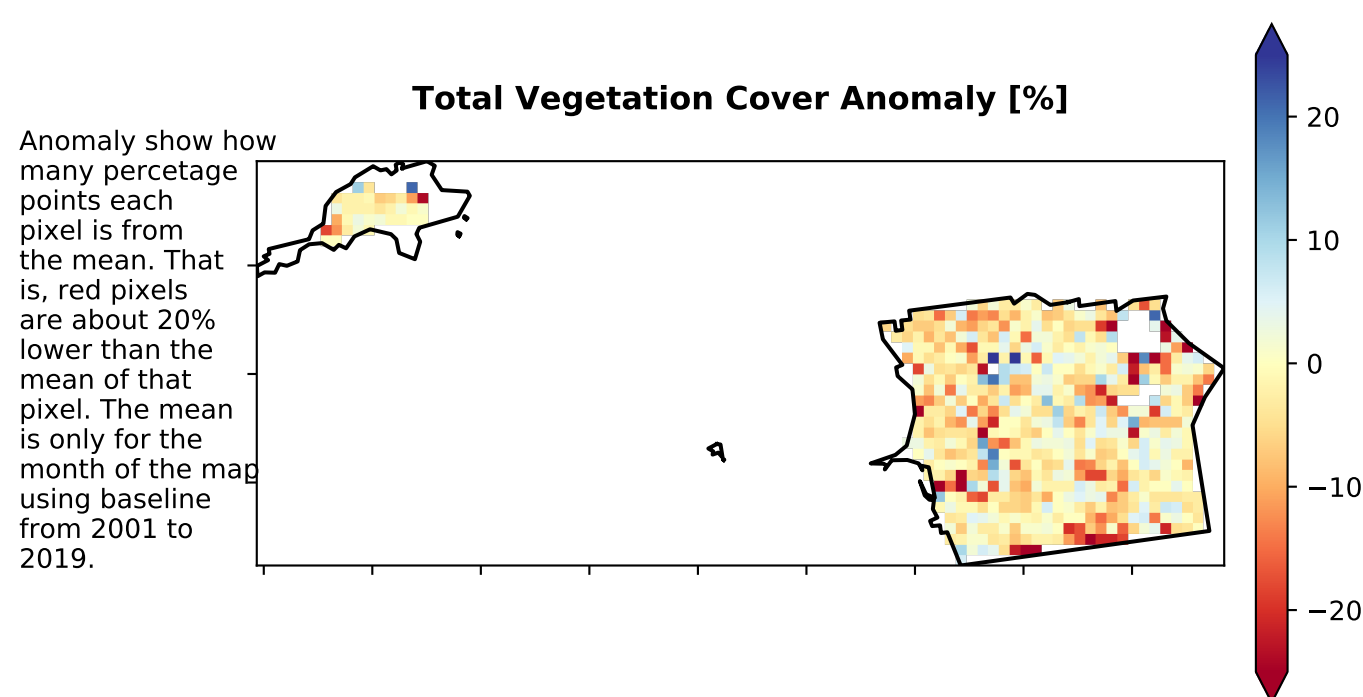 Total Vegetation Cover Anomaly [%]
Anomaly show how
many percetage
points each
pixel is from
the mean. That
is, red pixels
are about 20%
lower than the
mean of that
pixel. The mean
is only for the
month of the map
using baseline
from 2001 to
2019.
20
10
0
−10
−20